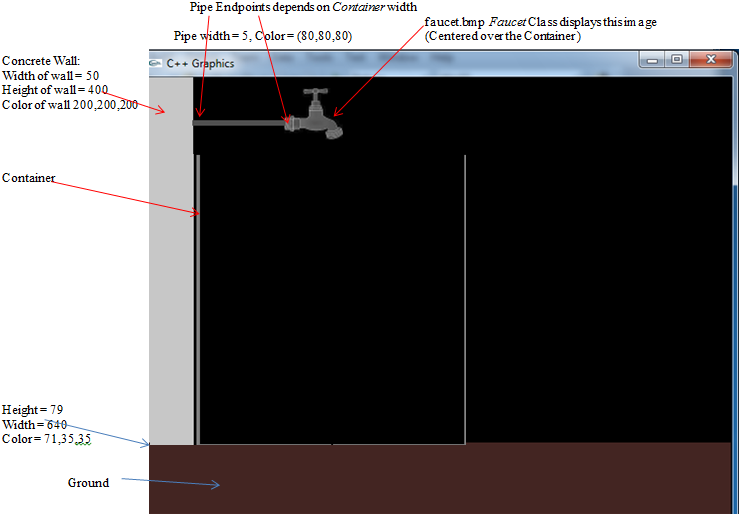 Pipe Endpoints depends on Container width
faucet.bmp Faucet Class displays this image
(Centered over the Container)
Pipe width = 5, Color = (80,80,80)
Concrete Wall:
Width of wall = 50
Height of wall = 400
Color of wall 200,200,200
C++ Graphics
Container
Height = 79
Width = 640
Color = 71,35,35
Ground